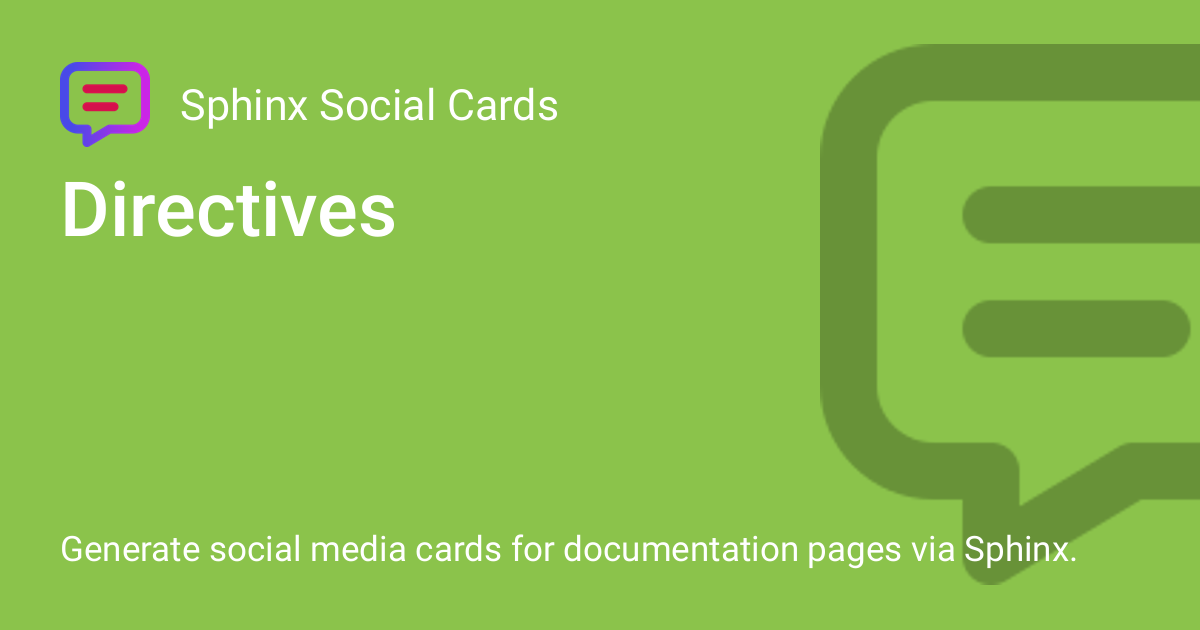 Sphinx Social Cards
Directives
Generate social media cards for documentation pages via Sphinx.